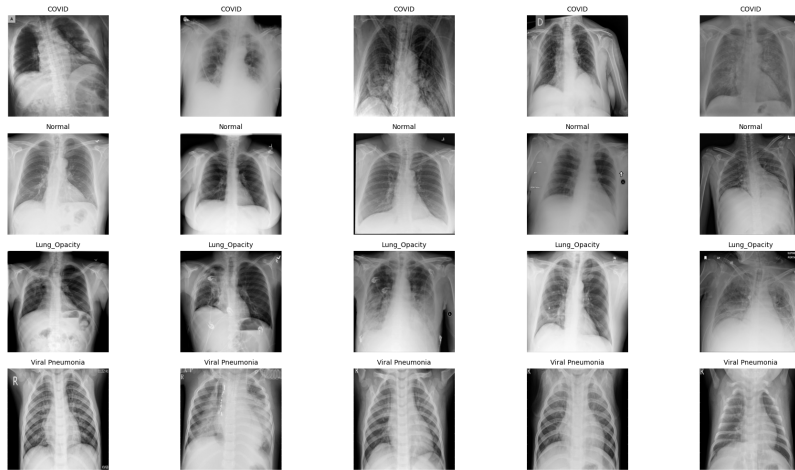 COVID COVID COVID COVID COVID
D
Normal Normal Normal Normal Normal
Lung_Opacity Lung_Opacity Lung_Opacity Lung_Opacity Lung_Opacity
Viral Pneumonia Viral Pneumonia Viral Pneumonia Viral Pneumonia Viral Pneumonia
R